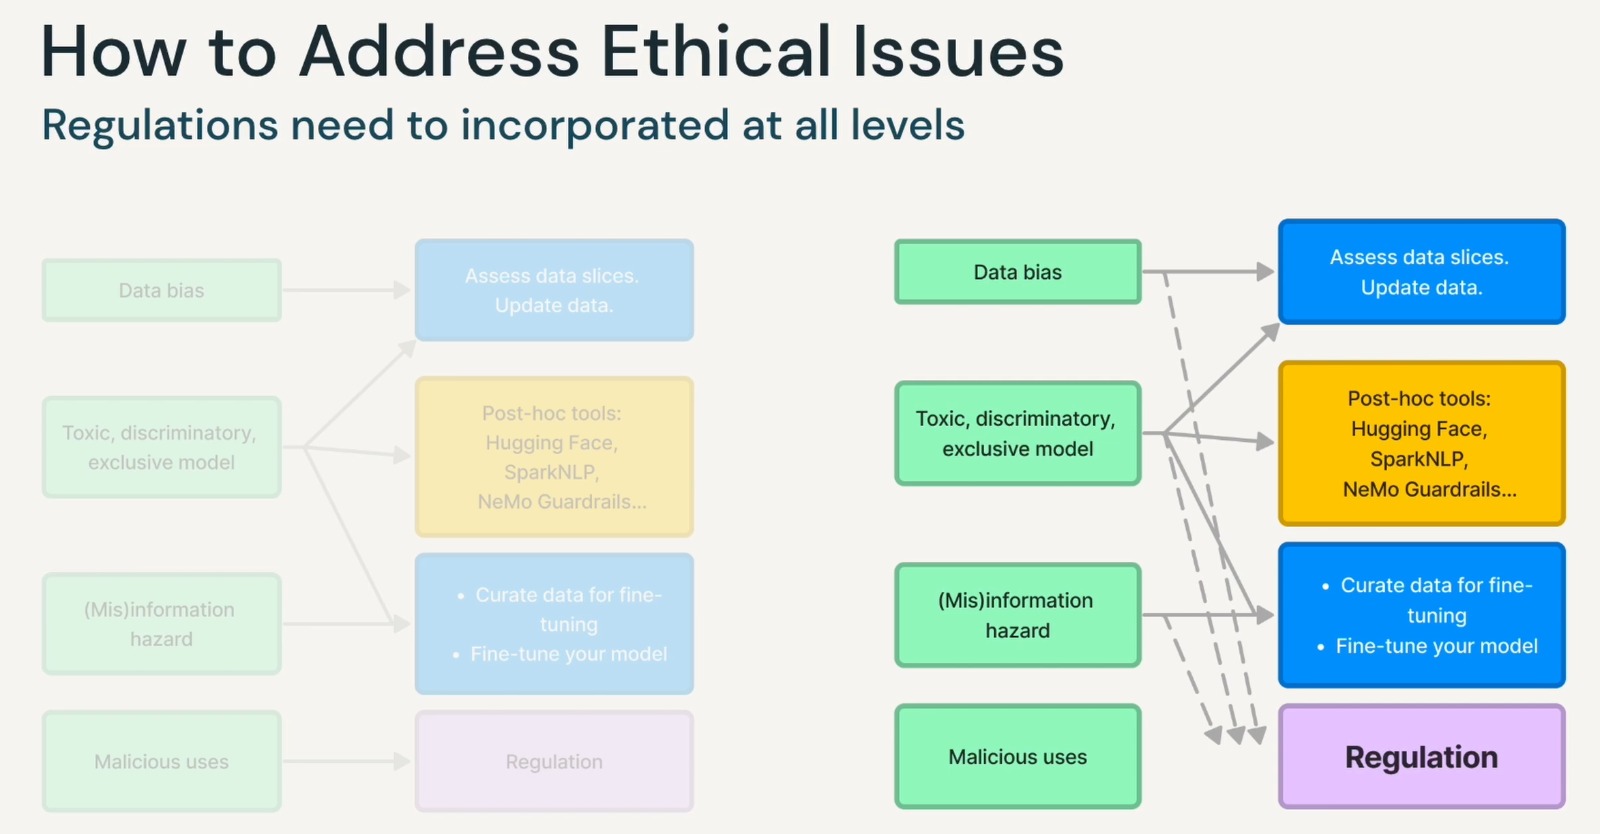 How to Address Ethical Issues
Regulations need to incorporated at all levels
Data bias
Assess data slices.
Update data.
Toxic, discriminatory,
exclusive model
Post-hoc tools:
Hugging Face,
SparkNLP,
NeMo Guardrails...
(Mis)information
hazard
• Curate data for fine-
tuning
• Fine-tune your model
Malicious uses
Regulation
Data bias
Assess data slices.
Update data.
Toxic, discriminatory,
exclusive model
Post-hoc tools:
Hugging Face,
SparkNLP,
NeMo Guardrails...
(Mis)information
hazard
• Curate data for fine-
tuning
• Fine-tune your model
Malicious uses
Regulation